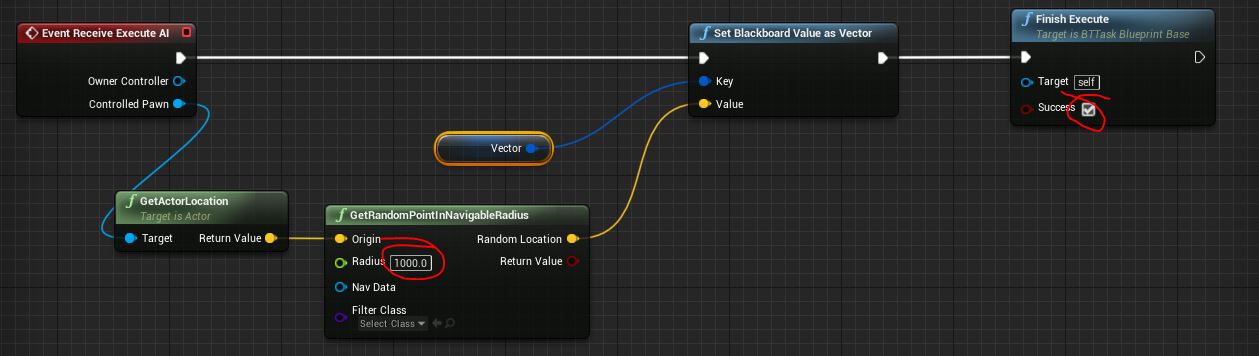 Event Receive Execute AI
Owner Controller
Controlled Pawn
Set Blackboard Value as Vector
Key
Value
Finish Execute
Target is BTTask Blueprint Base
Target self
Success
Vector
GetActorLocation
Target is Actor
Target Return Value
GetRandomPointInNavigableRadius
Origin Random Location
Radius 1000.0 Return Value
Nav Data
Filter Class
Select Class